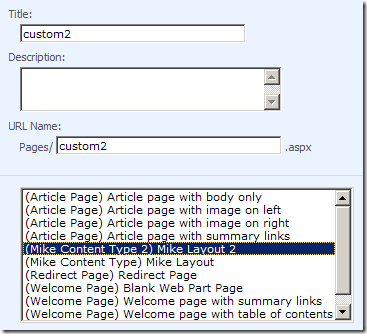 Title:
custom2
Description:
URL Name:
Pages/ custom2 .aspx
(Article Page) Article page with body only
(Article Page) Article page with image on left
(Article Page) Article page with image on right
(Article Page) Article page with summary links
(Mike Content Type 2) Mike Layout 2
(Mike Content Type) Mike Layout
(Redirect Page) Redirect Page
(Welcome Page) Blank Web Part Page
(Welcome Page) Welcome page with summary links
(Welcome Page) Welcome page with table of contents